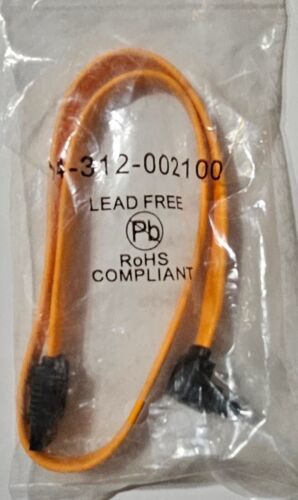 4-312-002100
LEAD FREE
Pb
RoHS
COMPLIANT